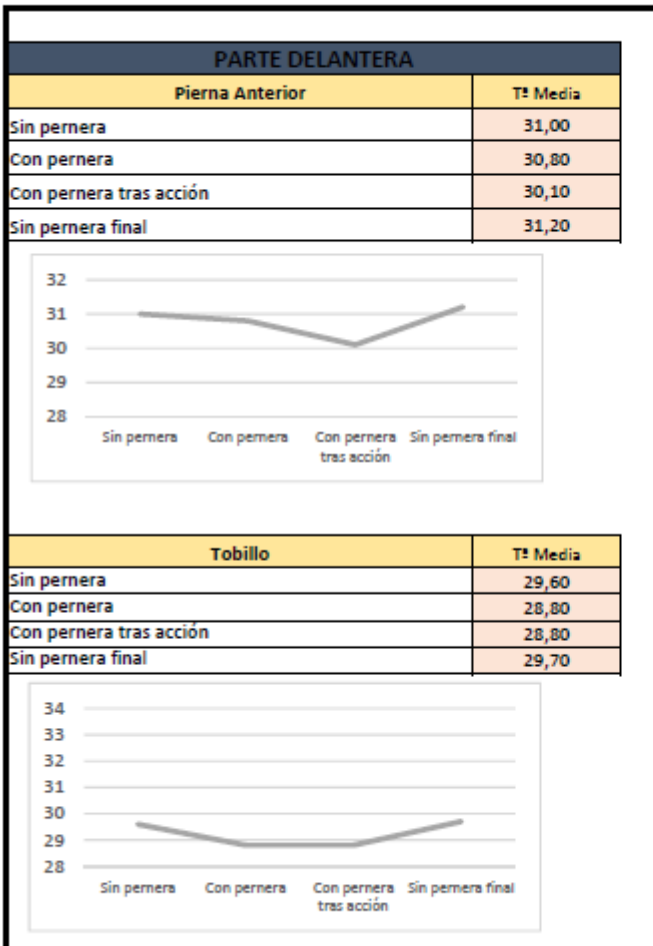 PARTE DELANTERA
Pierna Anterior Tª Media
Sin pernera 31,00
Con pernera 30,80
Con pernera tras acción 30,10
Sin pernera final 31,20
32
31
30
29
28
Sin pernera Con pernera Con pernera Sin pernera final
tras acción
Tobillo Tª Media
Sin pernera 29,60
Con pernera 28,80
Con pernera tras acción 28,80
Sin pernera final 29,70
34
33
32
31
30
29
28
Sin pernera Con pernera Con pernera Sin pernera final
tras acción